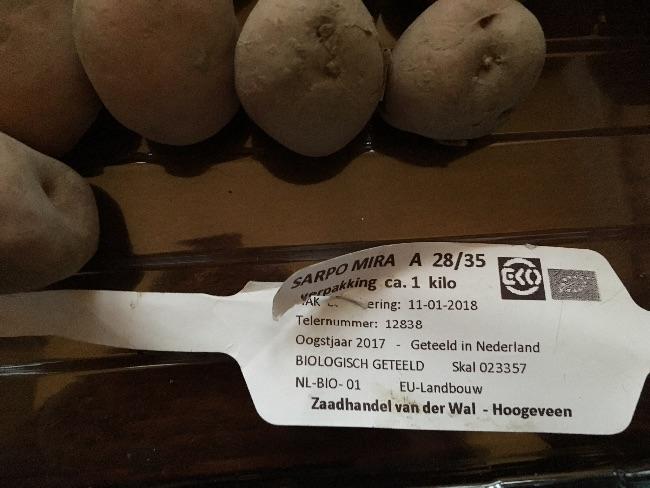 SARPO MIRA A 28/35
verpakking ca. 1 kilo
EKO
ering: 11-01-2018
Telernummer: 12838
Oogstjaar 2017 - Geteeld in Nederland
BIOLOGISCH GETEELD Skal 023357
NL-BIO- 01 EU-Landbouw
Zaadhandel van der Wal - Hoogeveen